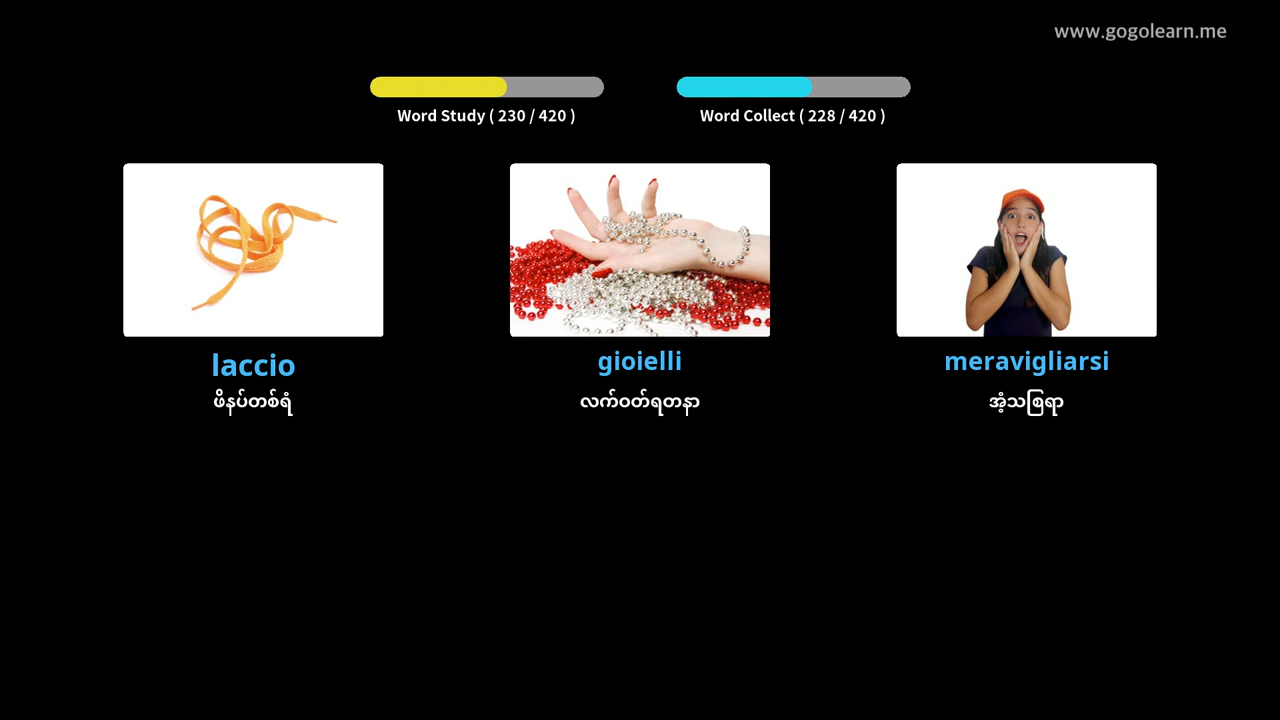 www.gogolearn.me
Word Study ( 230 / 420 )
Word Collect ( 228 / 420 )
laccio
gioielli
meravigliarsi
ဖိနပ်တစ်ရံ
လက်ဝတ်ရတနာ
အံ့သစြရာ